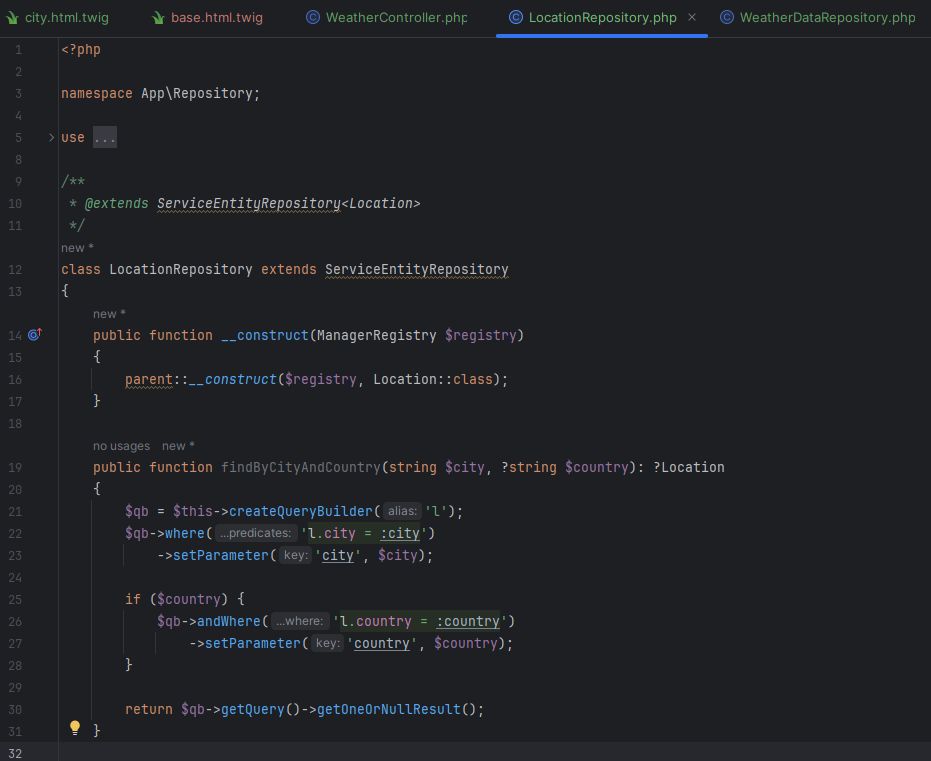 city.html.twig base.html.twig WeatherController.php LocationRepository.php WeatherDataRepository.php
1 <?php
2
3 namespace App\Repository;
4
5 use ...
8
9 /**
10 * @extends ServiceEntityRepository<Location>
11 */
new *
12 class LocationRepository extends ServiceEntityRepository
13 {
new *
14 public function __construct(ManagerRegistry $registry)
15 {
16 parent::__construct($registry, Location::class);
17 }
18
no usages new *
19 public function findByCityAndCountry(string $city, ?string $country): ?Location
20 {
21 $qb = $this->createQueryBuilder( alias: 'l');
22 $qb->where( ...predicates: 'l.city = :city')
23 ->setParameter( key: 'city', $city);
24
25 if ($country) {
26 $qb->andWhere( ...where: 'l.country = :country')
27 ->setParameter( key: 'country', $country);
28 }
29
30 return $qb->getQuery()->getOneOrNullResult();
31 }
32